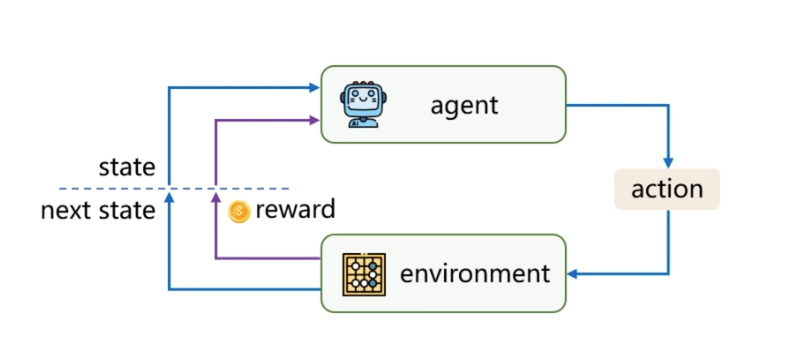 agent
state
action
next state
reward
environment